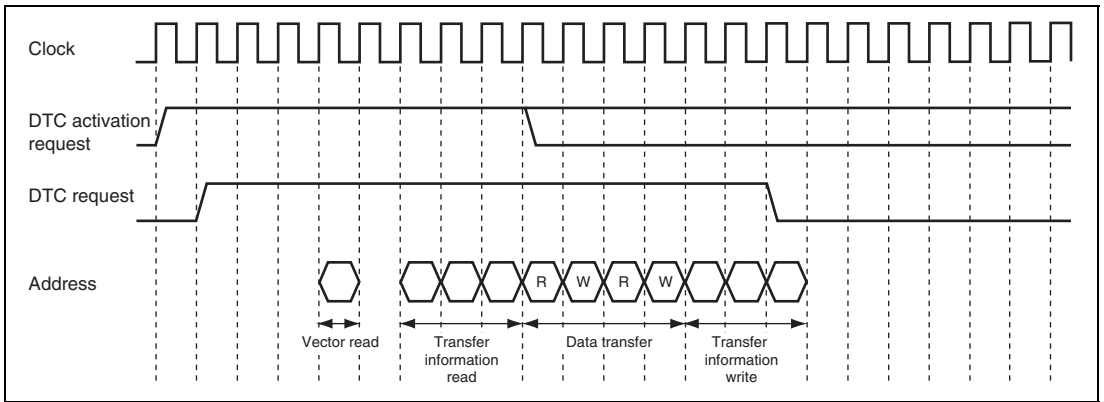 Clock
DTC activation
request
DTC request
Address
R W R W
Vector read
Transfer
information
read
Data transfer
Transfer
information
write